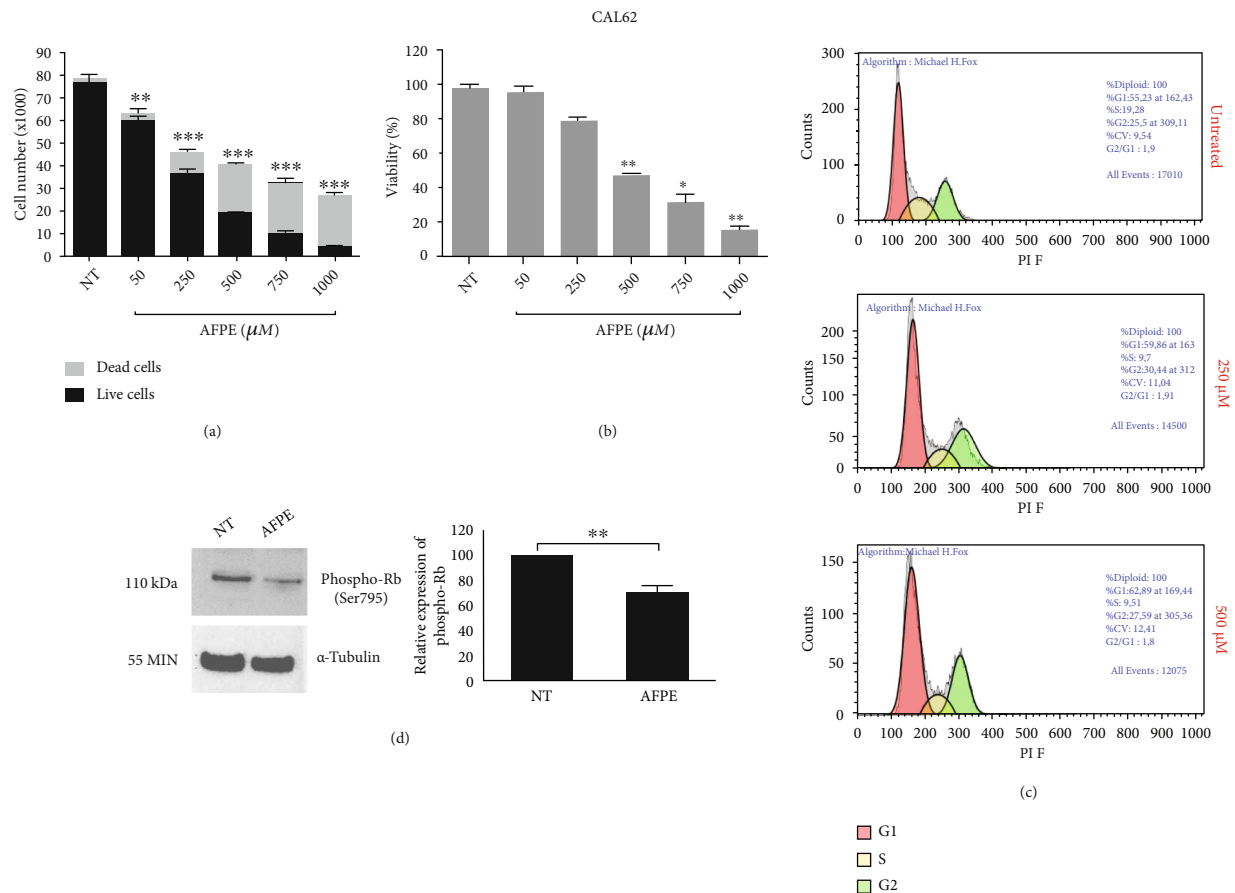 CAL62
90
80
70
60
50
40
30
20
10
0
Cell number (x1000)
**
***
***
***
***
NT
50
250
500
750
1000
AFPE (μM)
Dead cells
Live cells
(a)
120
100
80
60
40
20
0
Viability (%)
**
*
**
NT
50
250
500
750
1000
AFPE (μM)
(b)
300
200
100
0
Counts
Algorithm : Michael H.Fox
%Diploid: 100
%G1:55,23 at 162,43
%S:19,28
%G2:25,5 at 309,11
%CV: 9,54
G2/G1 : 1,9
All Events : 17010
Untreated
0 100 200 300 400 500 600 700 800 900 1000
PI F
200
150
100
50
0
Counts
Algorithm : Michael H.Fox
%Diploid: 100
%G1:59,86 at 163
%S: 9,7
%G2:30,44 at 312
%CV: 11,04
G2/G1 : 1,91
All Events : 14500
250 μM
0 100 200 300 400 500 600 700 800 900 1000
PI F
150
100
50
0
Counts
Algorithm:Michael H.Fox
%Diploid: 100
%G1:62,89 at 169,44
%S: 9,51
%G2:27,59 at 305,36
%CV: 12,41
G2/G1 : 1,8
All Events : 12075
500 μM
0 100 200 300 400 500 600 700 800 900 1000
PI F
(c)
G1
S
G2
NT AFPE
110 kDa
Phospho-Rb
(Ser795)
55 MIN
α-Tubulin
120
100
80
60
40
20
0
Relative expression of
phospho-Rb
**
NT AFPE
(d)